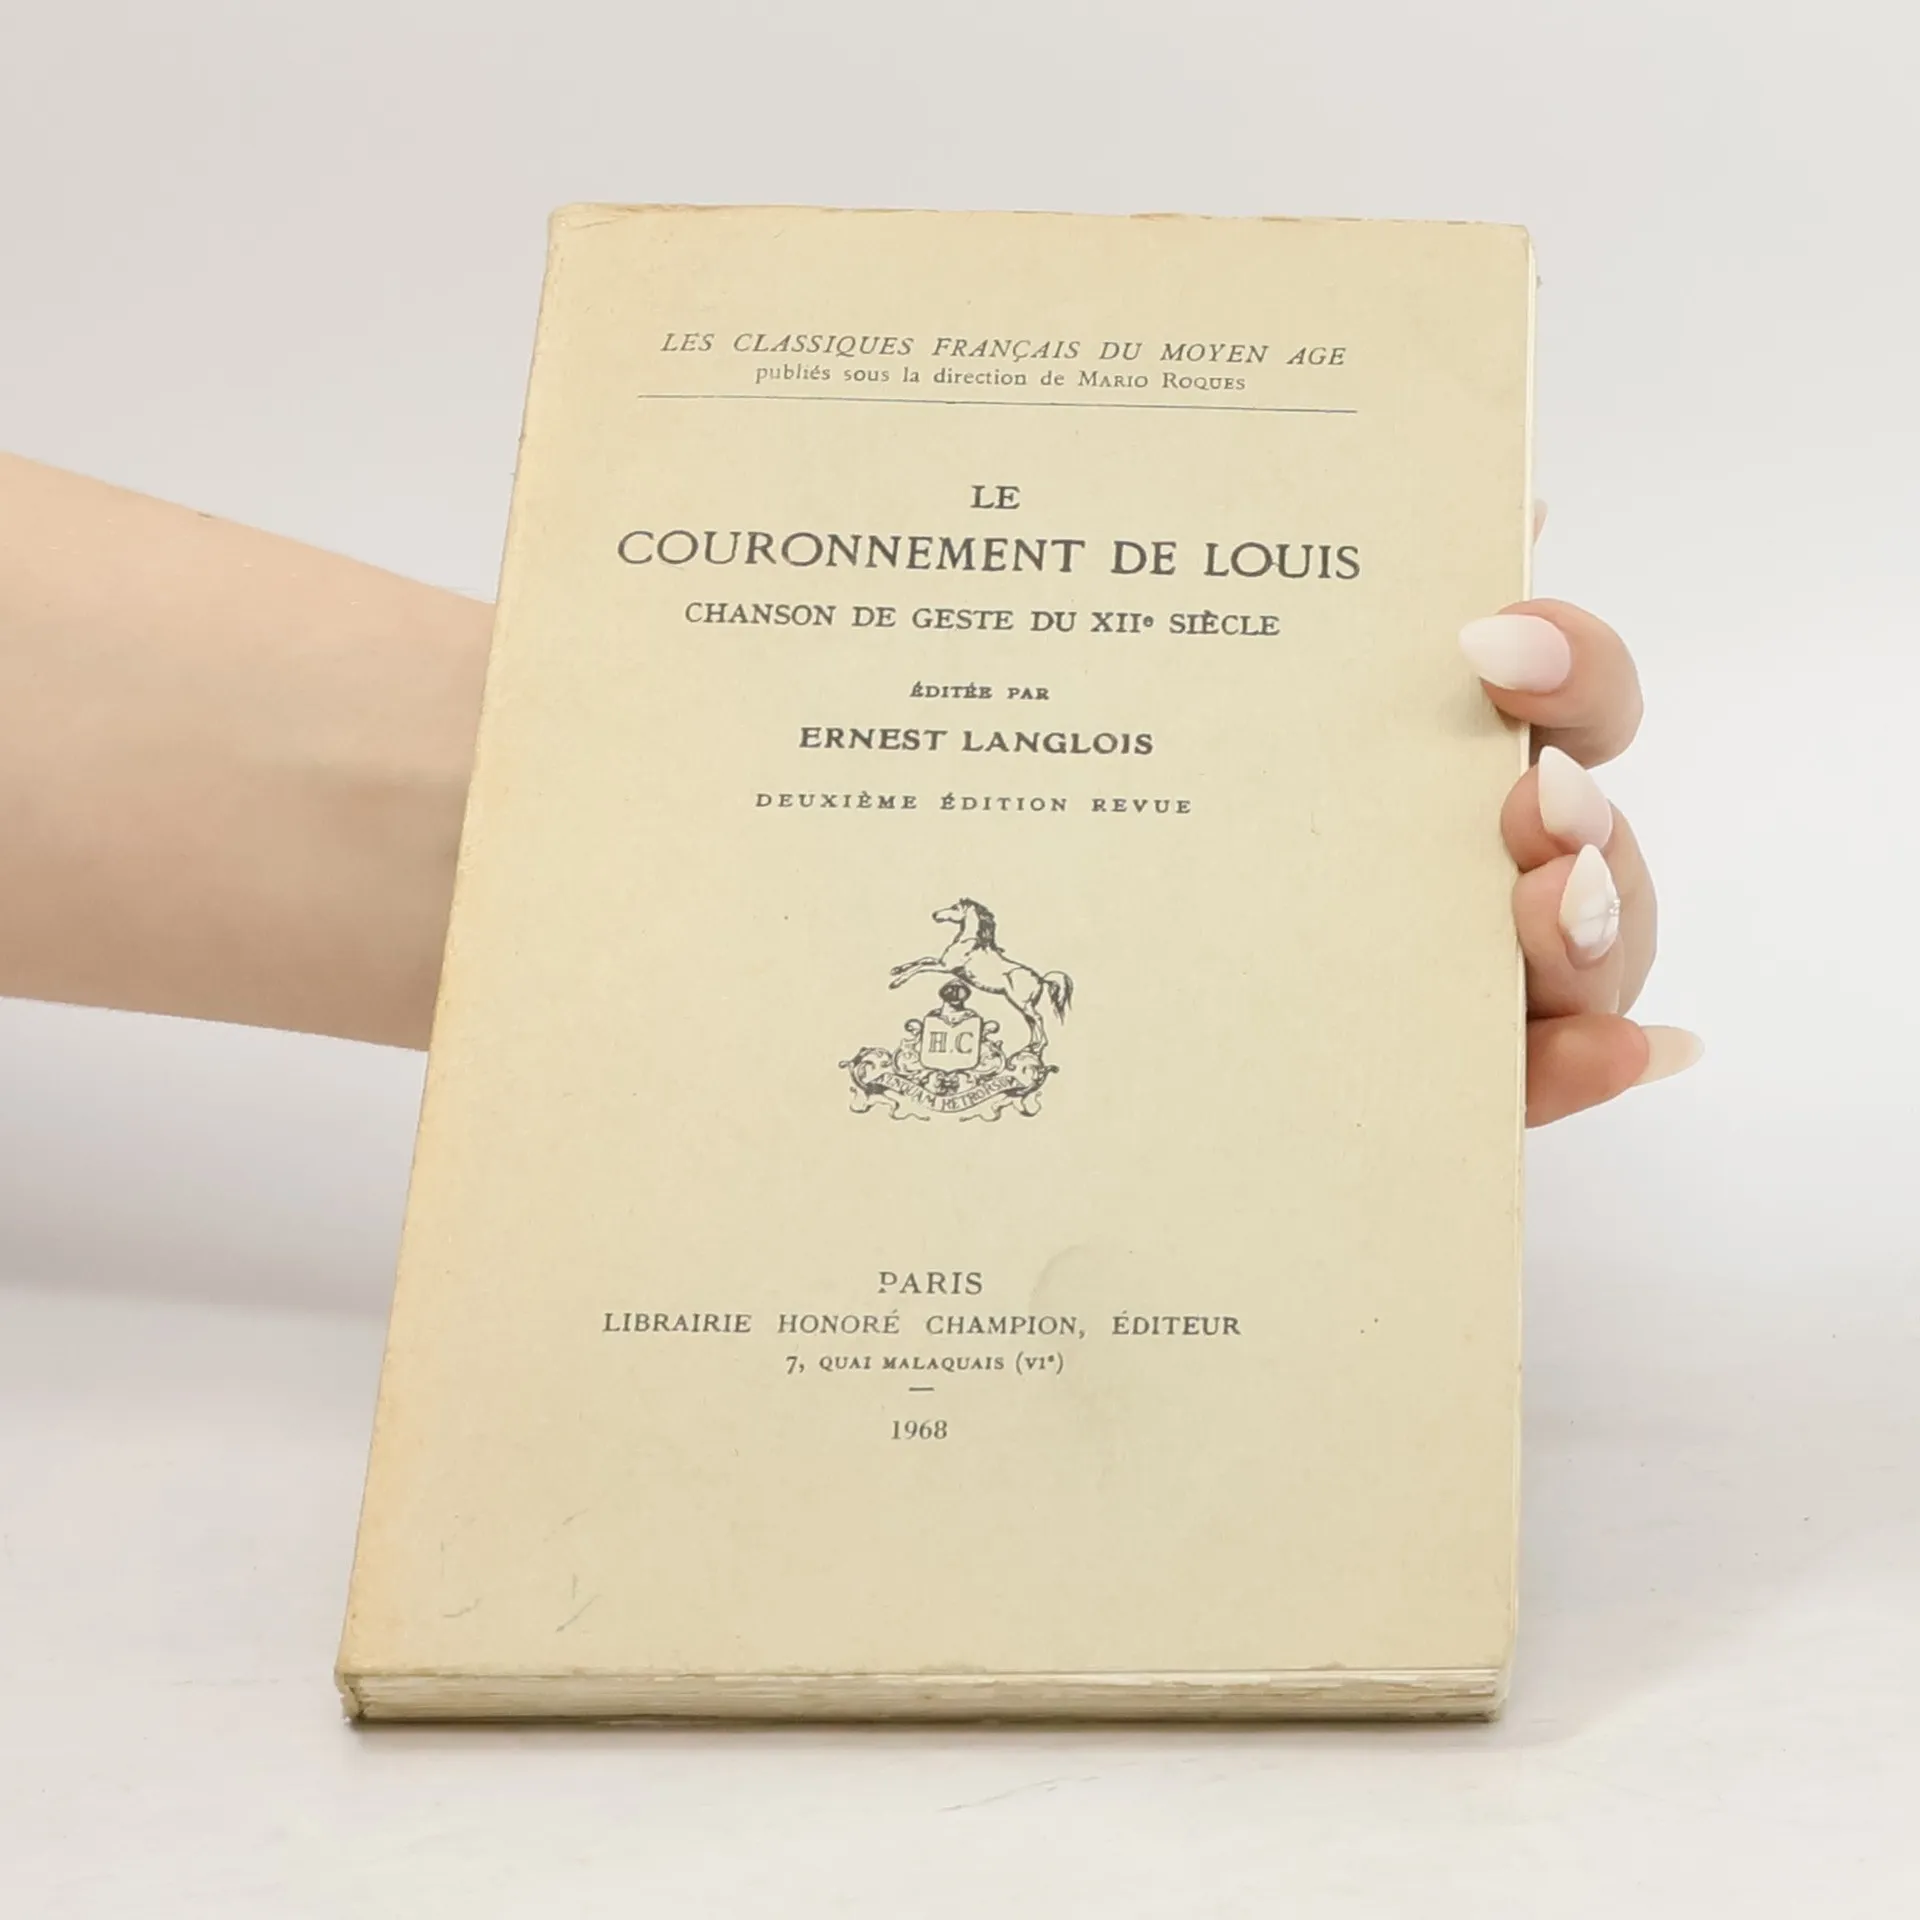 LES CLASSIQUES FRANÇAIS DU MOYEN AGE
publiés sous la direction de MARIO ROQUES
LE
COURONNEMENT DE LOUIS
CHANSON DE GESTE DU XIIe SIÈCLE
ÉDITÉE PAR
ERNEST LANGLOIS
DEUXIÈME ÉDITION REVUE
H.C
NUNQUAM RETRORSUM
PARIS
LIBRAIRIE HONORÉ CHAMPION, ÉDITEUR
7, QUAI MALAQUAIS (VIe)
1968